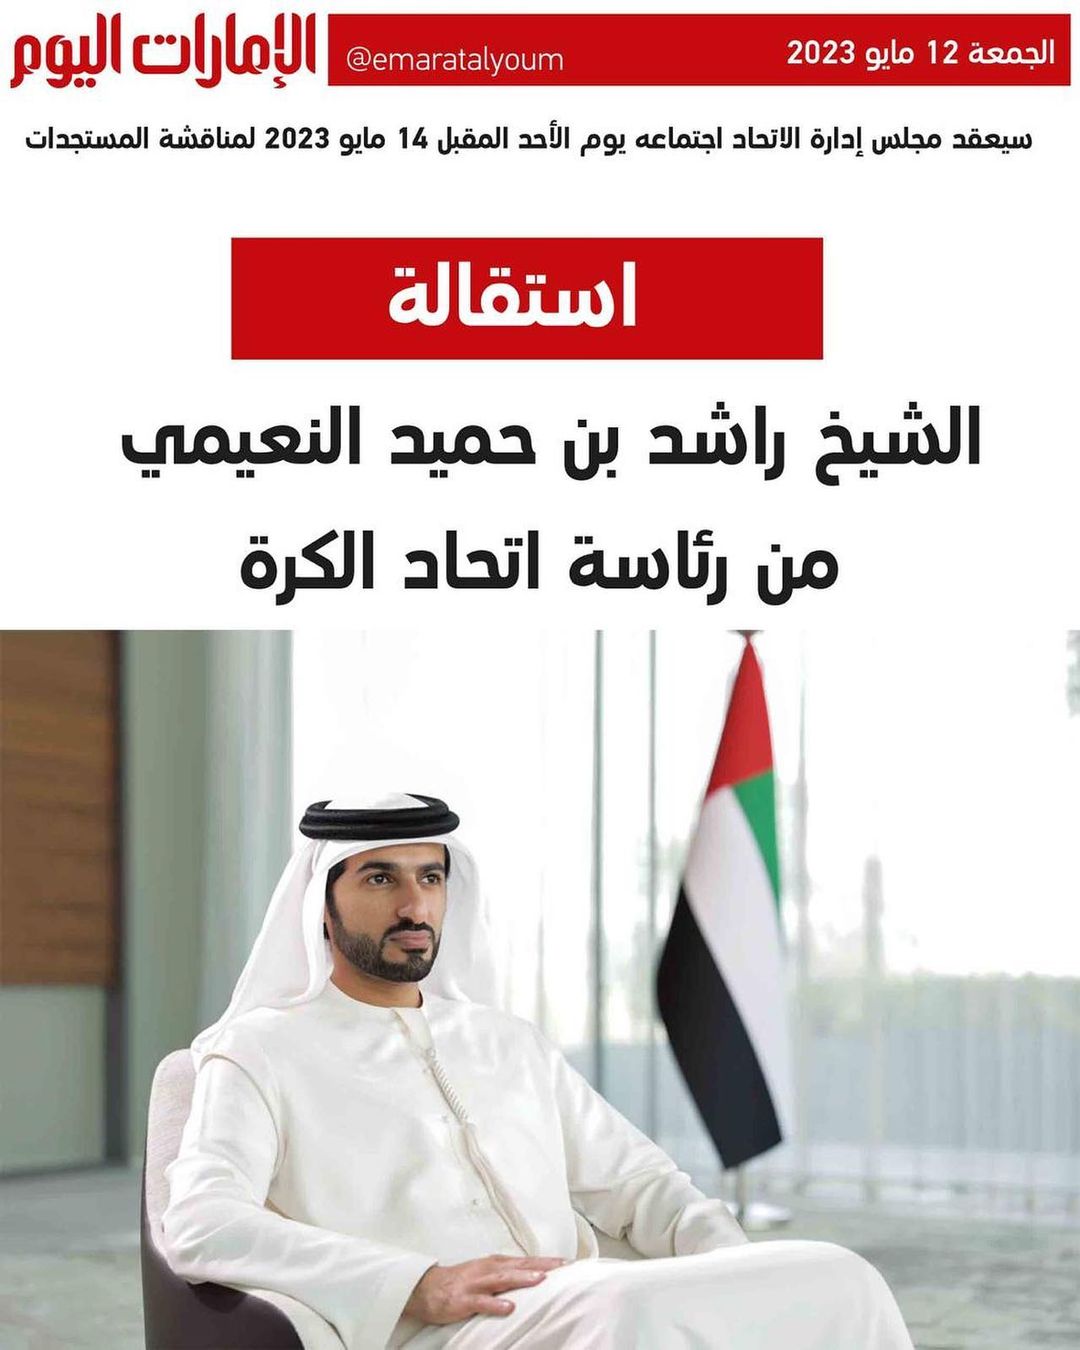 الإمارات اليوم
@emaratalyoum
الجمعة 12 مايو 2023
سيعقد مجلس إدارة الاتحاد اجتماعه يوم الأحد المقبل 14 مايو 2023 لمناقشة المستجدات
استقالة
الشيخ راشد بن حميد النعيمي
من رئاسة اتحاد الكرة